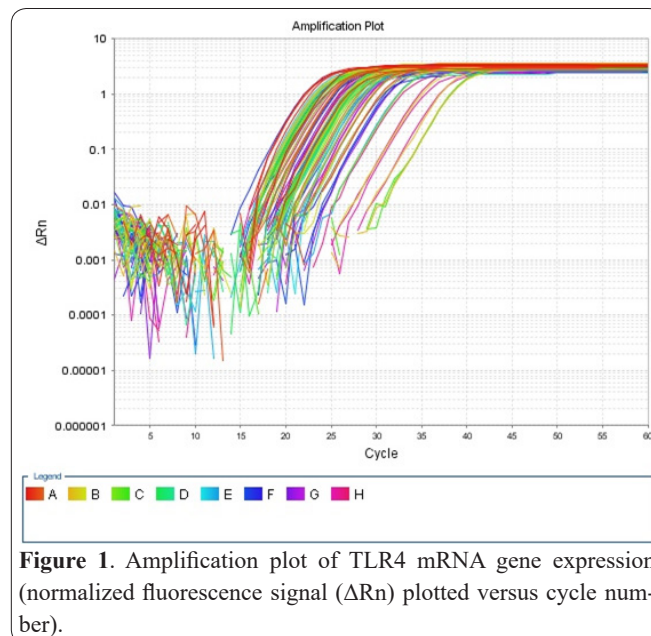 Amplification Plot
10
1
0.1
0.01
0.001
0.0001
0.00001
0.000001
ΔRn
5 10 15 20 25 30 35 40 45 50 55 60
Cycle
Legend
A B C D E F G H
Figure 1. Amplification plot of TLR4 mRNA gene expression
(normalized fluorescence signal (ΔRn) plotted versus cycle num-
ber).